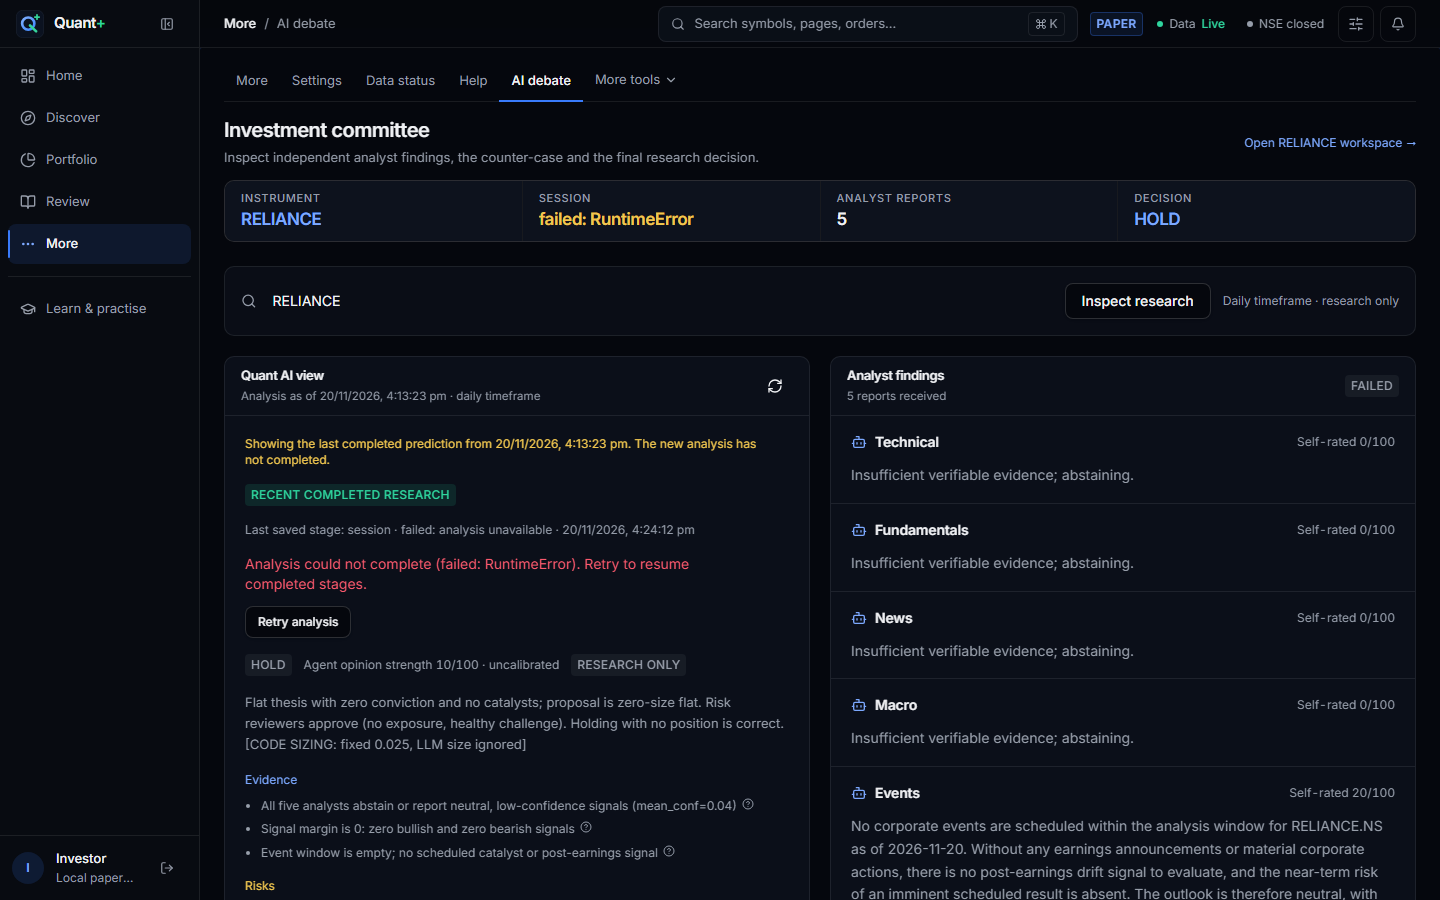 Quant+
More / AI debate
Search symbols, pages, orders...
⌘ K
PAPER
Data Live
NSE closed
Home
Discover
Portfolio
Review
More
Learn & practise
I
Investor
Local paper...
More
Settings
Data status
Help
AI debate
More tools
Investment committee
Inspect independent analyst findings, the counter-case and the final research decision.
Open RELIANCE workspace →
INSTRUMENT
RELIANCE
SESSION
failed: RuntimeError
ANALYST REPORTS
5
DECISION
HOLD
RELIANCE
Inspect research
Daily timeframe · research only
Quant AI view
Analysis as of 20/11/2026, 4:13:23 pm · daily timeframe
Showing the last completed prediction from 20/11/2026, 4:13:23 pm. The new analysis has
not completed.
RECENT COMPLETED RESEARCH
Last saved stage: session · failed: analysis unavailable · 20/11/2026, 4:24:12 pm
Analysis could not complete (failed: RuntimeError). Retry to resume
completed stages.
Retry analysis
HOLD
Agent opinion strength 10/100 · uncalibrated
RESEARCH ONLY
Flat thesis with zero conviction and no catalysts; proposal is zero-size flat. Risk
reviewers approve (no exposure, healthy challenge). Holding with no position is correct.
[CODE SIZING: fixed 0.025, LLM size ignored]
Evidence
• All five analysts abstain or report neutral, low-confidence signals (mean_conf=0.04)
• Signal margin is 0: zero bullish and zero bearish signals
• Event window is empty; no scheduled catalyst or post-earnings signal
Risks
Analyst findings
5 reports received
FAILED
Technical
Self-rated 0/100
Insufficient verifiable evidence; abstaining.
Fundamentals
Self-rated 0/100
Insufficient verifiable evidence; abstaining.
News
Self-rated 0/100
Insufficient verifiable evidence; abstaining.
Macro
Self-rated 0/100
Insufficient verifiable evidence; abstaining.
Events
Self-rated 20/100
No corporate events are scheduled within the analysis window for RELIANCE.NS
as of 2026-11-20. Without any earnings announcements or material corporate
actions, there is no post-earnings drift signal to evaluate, and the near-term risk
of an imminent scheduled result is absent. The outlook is therefore neutral, with